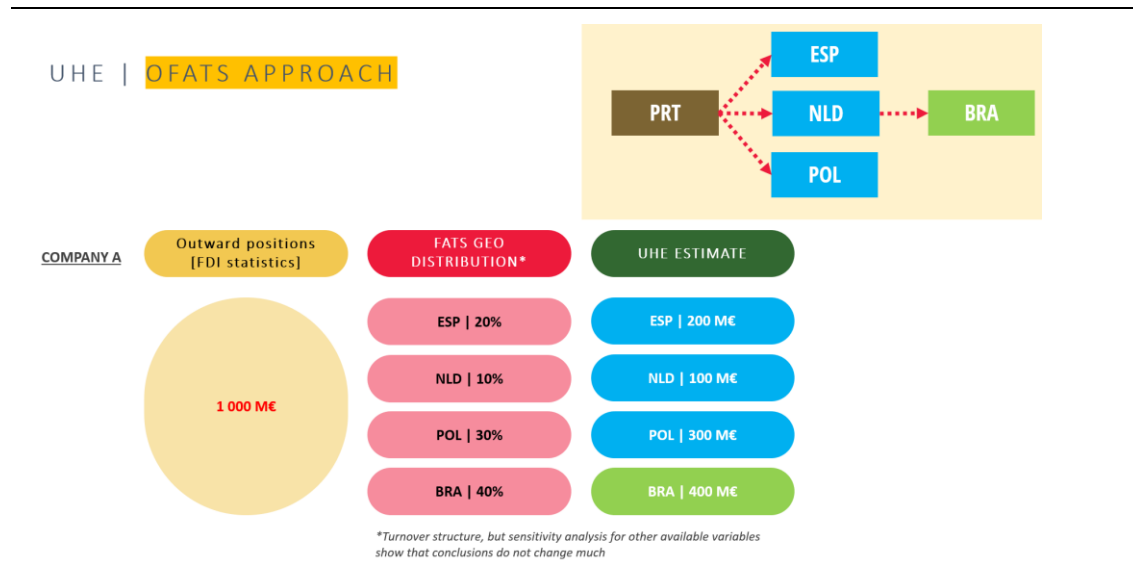 UHE | OFATS APPROACH
ESP
PRT
NLD
BRA
POL
COMPANY A
Outward positions
[FDI statistics]
FATS GEO
DISTRIBUTION*
UHE ESTIMATE
1 000 M€
ESP | 20%
ESP | 200 M€
NLD | 10%
NLD | 100 M€
POL | 30%
POL | 300 M€
BRA | 40%
BRA | 400 M€
*Turnover structure, but sensitivity analysis for other available variables
show that conclusions do not change much